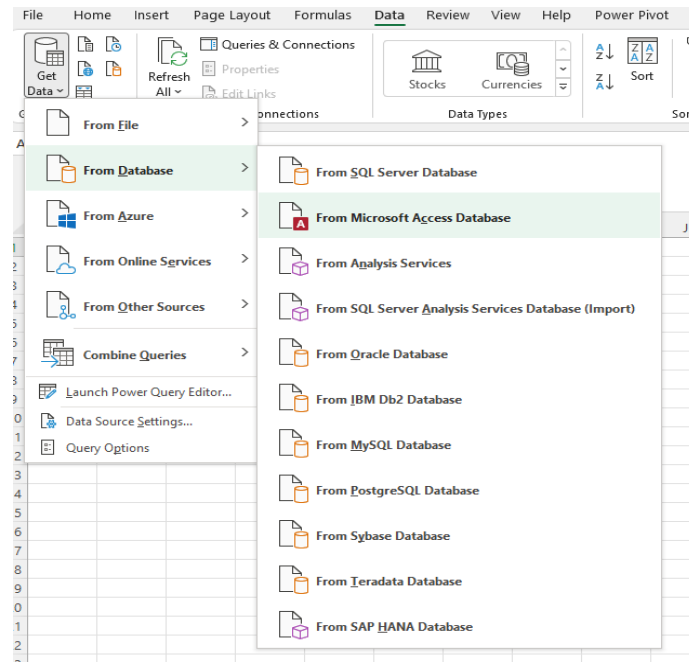 File Home Insert Page Layout Formulas Data Review View Help Power Pivot
Get Data
Refresh All
Queries & Connections
Properties
Edit Links
Stocks
Currencies
Data Types
Sort
From File
From Database
From Azure
From Online Services
From Other Sources
Combine Queries
Launch Power Query Editor...
Data Source Settings...
Query Options
From SQL Server Database
From Microsoft Access Database
From Analysis Services
From SQL Server Analysis Services Database (Import)
From Oracle Database
From IBM Db2 Database
From MySQL Database
From PostgreSQL Database
From Sybase Database
From Teradata Database
From SAP HANA Database